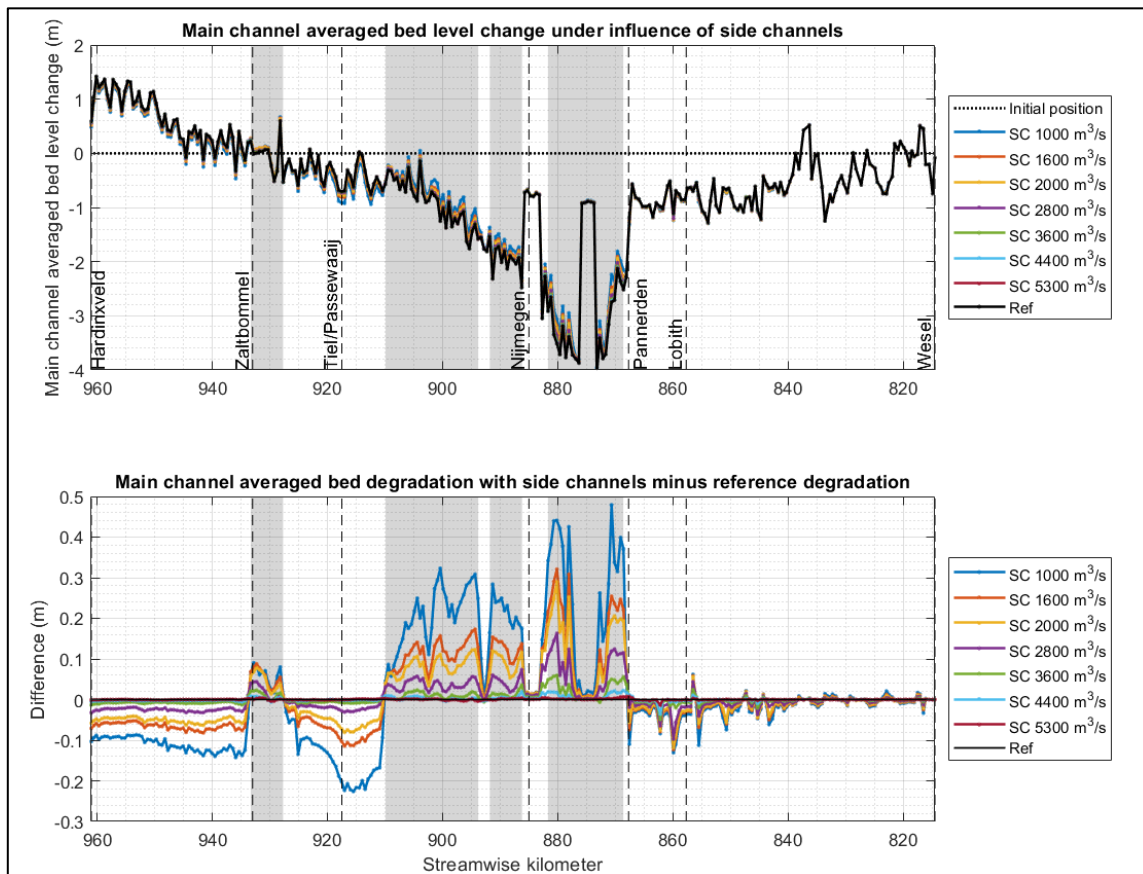 Main channel averaged bed level change under influence of side channels
Main channel averaged bed level change (m)
2
1
0
-1
-2
-3
-4
960
940
920
900
880
860
840
820
Hardinxveld
Zaltbommel
Tiel/Passewaaij
Nijmegen
Pannerden
Lobith
Wesel
Initial position
SC 1000 m³/s
SC 1600 m³/s
SC 2000 m³/s
SC 2800 m³/s
SC 3600 m³/s
SC 4400 m³/s
SC 5300 m³/s
Ref
Main channel averaged bed degradation with side channels minus reference degradation
Difference (m)
0.5
0.4
0.3
0.2
0.1
0
-0.1
-0.2
-0.3
960
940
920
900
880
860
840
820
Streamwise kilometer
SC 1000 m³/s
SC 1600 m³/s
SC 2000 m³/s
SC 2800 m³/s
SC 3600 m³/s
SC 4400 m³/s
SC 5300 m³/s
Ref